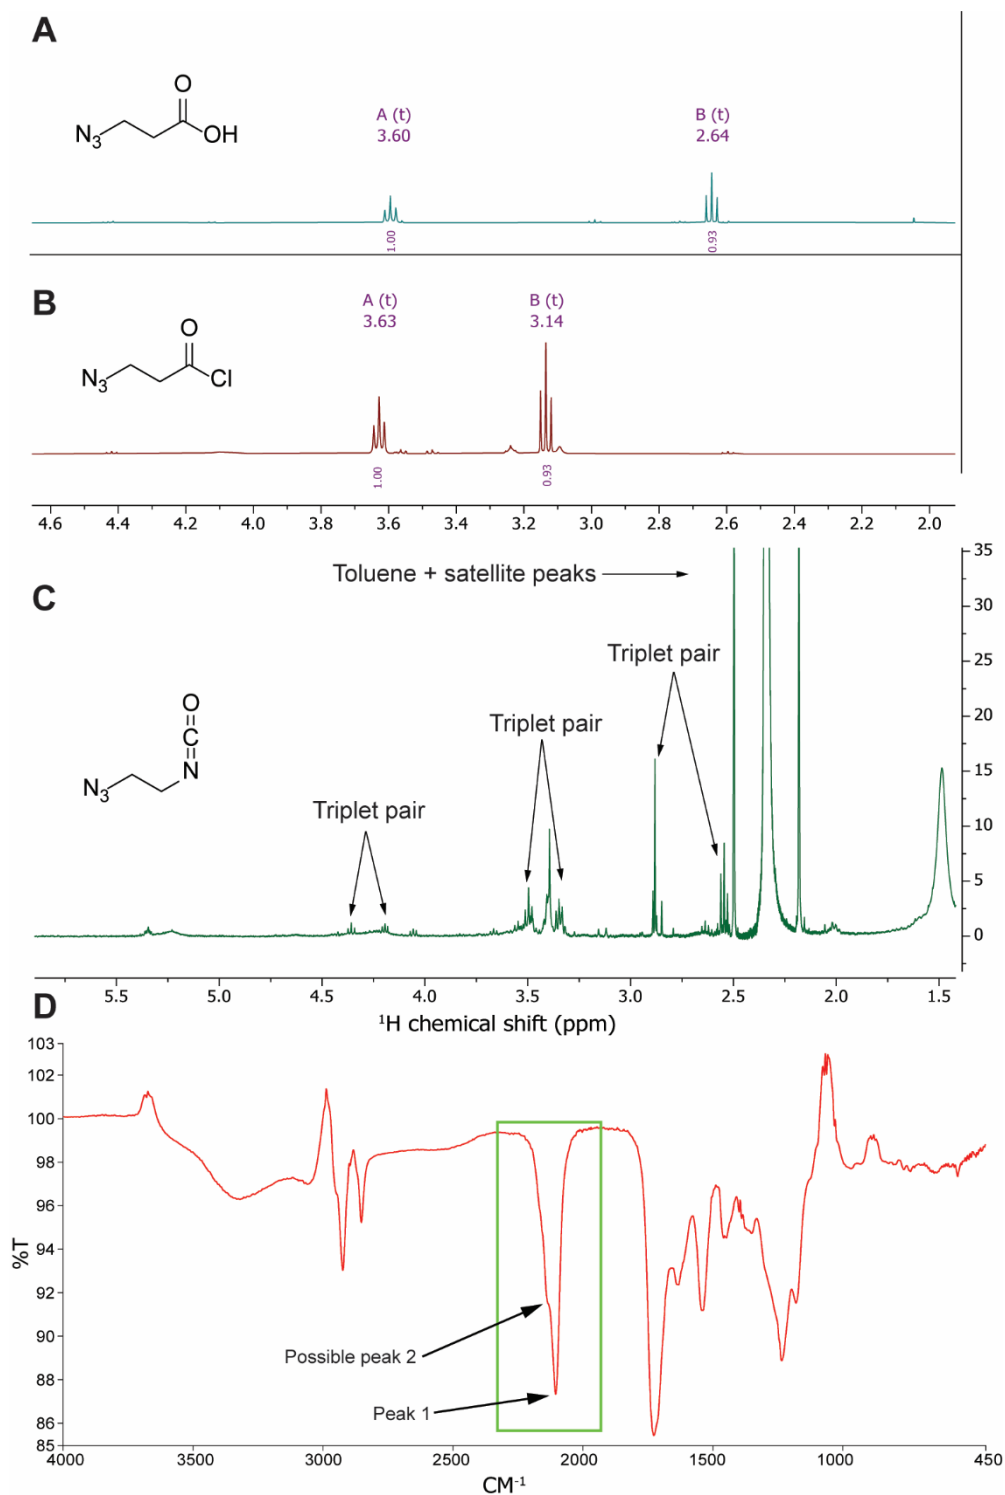 A
O
N₃
OH
A (t)
3.60
B (t)
2.64
1.00
0.93
B
O
N₃
Cl
A (t)
3.63
B (t)
3.14
1.00
0.93
4.6 4.4 4.2 4.0 3.8 3.6 3.4 3.2 3.0 2.8 2.6 2.4 2.2 2.0
C
Toluene + satellite peaks
Triplet pair
Triplet pair
Triplet pair
O
C
N
N₃
35
30
25
20
15
10
5
0
5.5 5.0 4.5 4.0 3.5 3.0 2.5 2.0 1.5
¹H chemical shift (ppm)
D
103
102
100
98
96
94
92
90
88
86
85
%T
Possible peak 2
Peak 1
4000 3500 3000 2500 2000 1500 1000 450
CM⁻¹